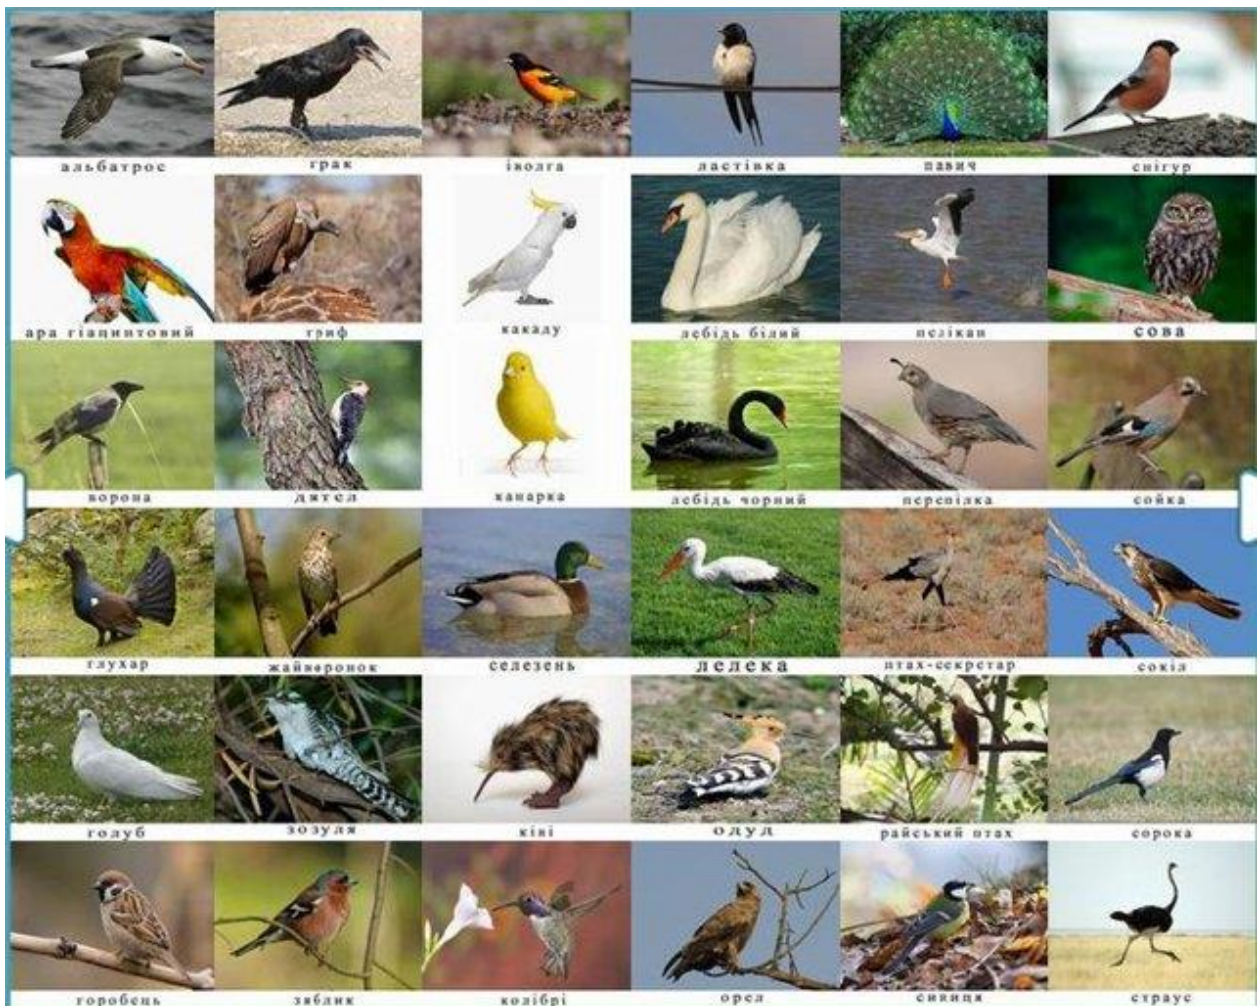 альбатрос грак іволга ластівка павич снігур
ара гіацинтовий гриф какаду лебідь білий пелікан сова
ворона дятел канарка лебідь чорний перепілка сойка
глухар жайворонок селезень лелека птах-секретар сокіл
голуб зозуля ківі одуд райський птах сорока
горобець зяблик колібрі орел синиця страус